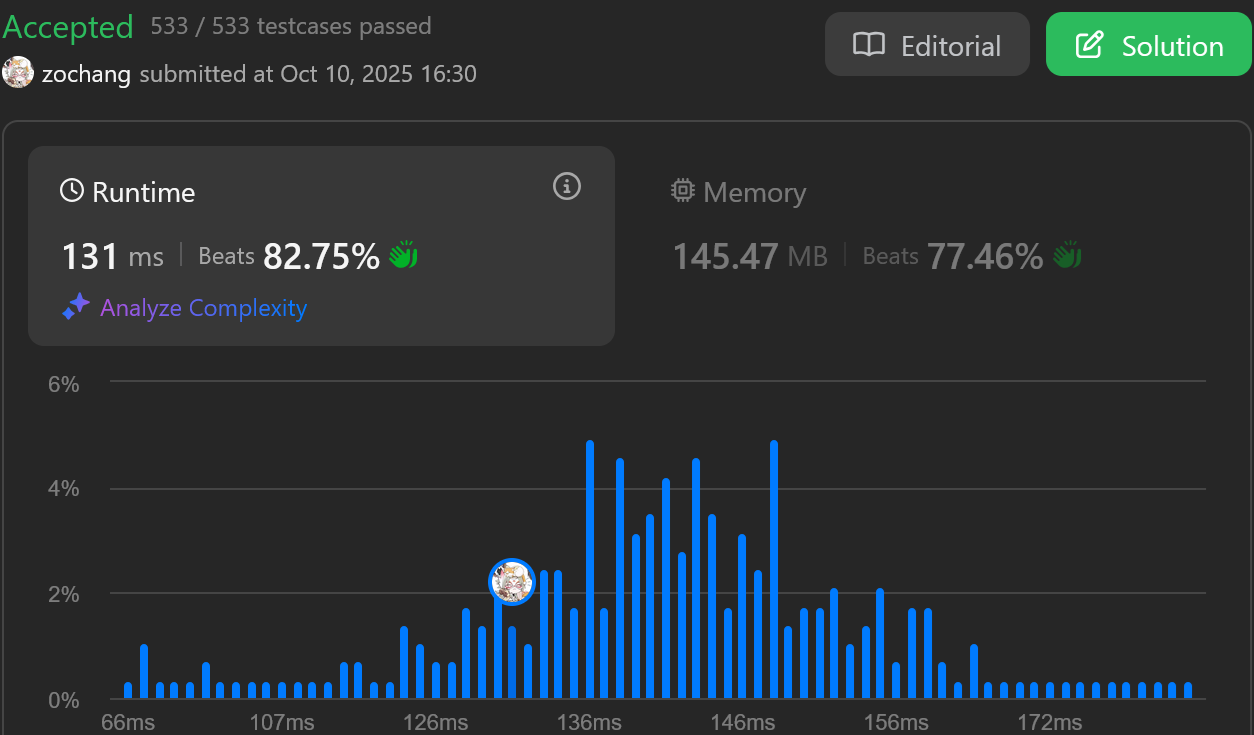 Accepted 533 / 533 testcases passed
Editorial
Solution
zochang submitted at Oct 10, 2025 16:30
Runtime
Memory
131 ms | Beats 82.75%
145.47 MB | Beats 77.46%
Analyze Complexity
6%
4%
2%
0%
66ms 107ms 126ms 136ms 146ms 156ms 172ms